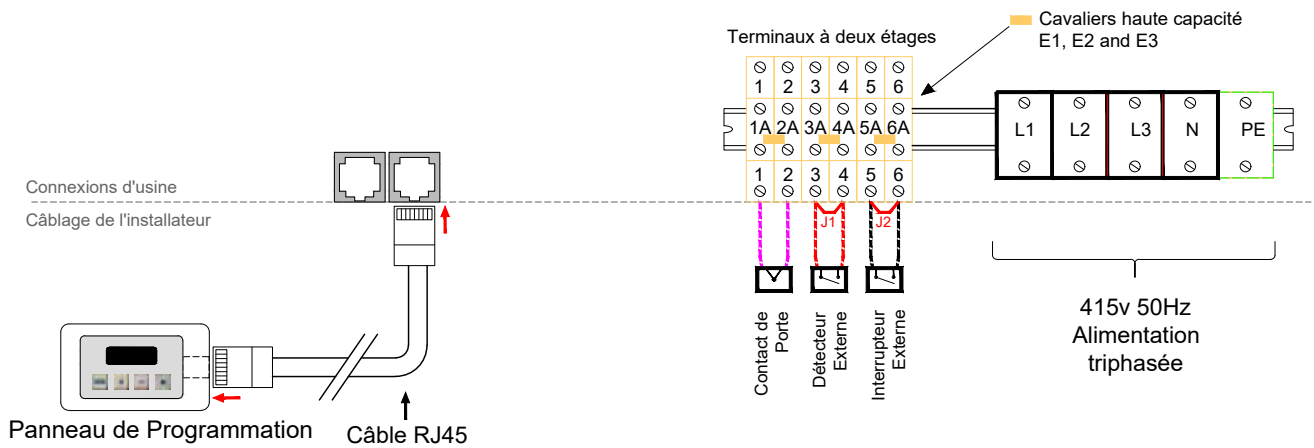 Cavaliers haute capacité
E1, E2 and E3
Terminaux à deux étages
1 2 3 4 5 6
1A 2A 3A 4A 5A 6A
L1 L2 L3 N PE
1 2 3 4 5 6
Connexions d'usine
Câblage de l'installateur
J1 J2
Contact de
Porte
Détecteur
Externe
Interrupteur
Externe
415v 50Hz
Alimentation
triphasée
Panneau de Programmation
Câble RJ45